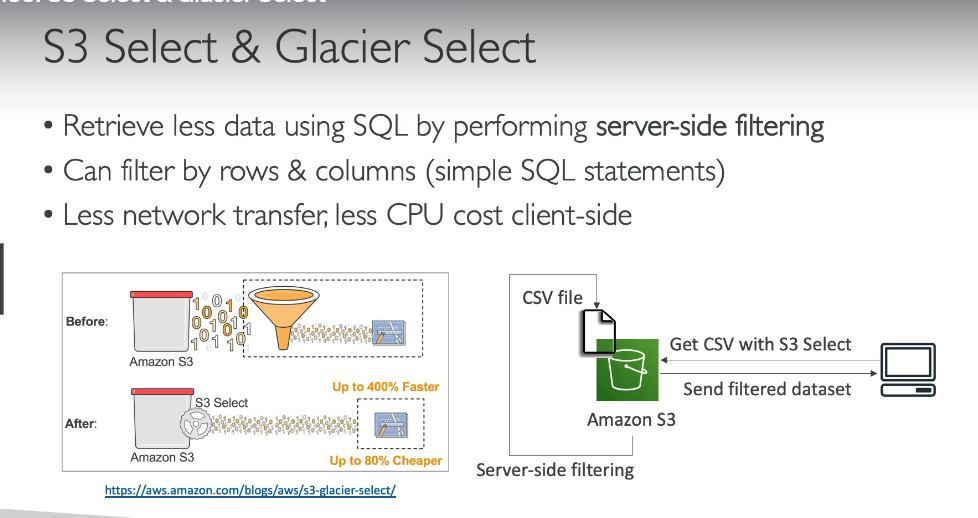 S3 Select & Glacier Select
• Retrieve less data using SQL by performing server-side filtering
• Can filter by rows & columns (simple SQL statements)
• Less network transfer, less CPU cost client-side
Before:
Amazon S3
Up to 400% Faster
After:
S3 Select
Amazon S3
Up to 80% Cheaper
https://aws.amazon.com/blogs/aws/s3-glacier-select/
CSV file
Get CSV with S3 Select
Send filtered dataset
Amazon S3
Server-side filtering